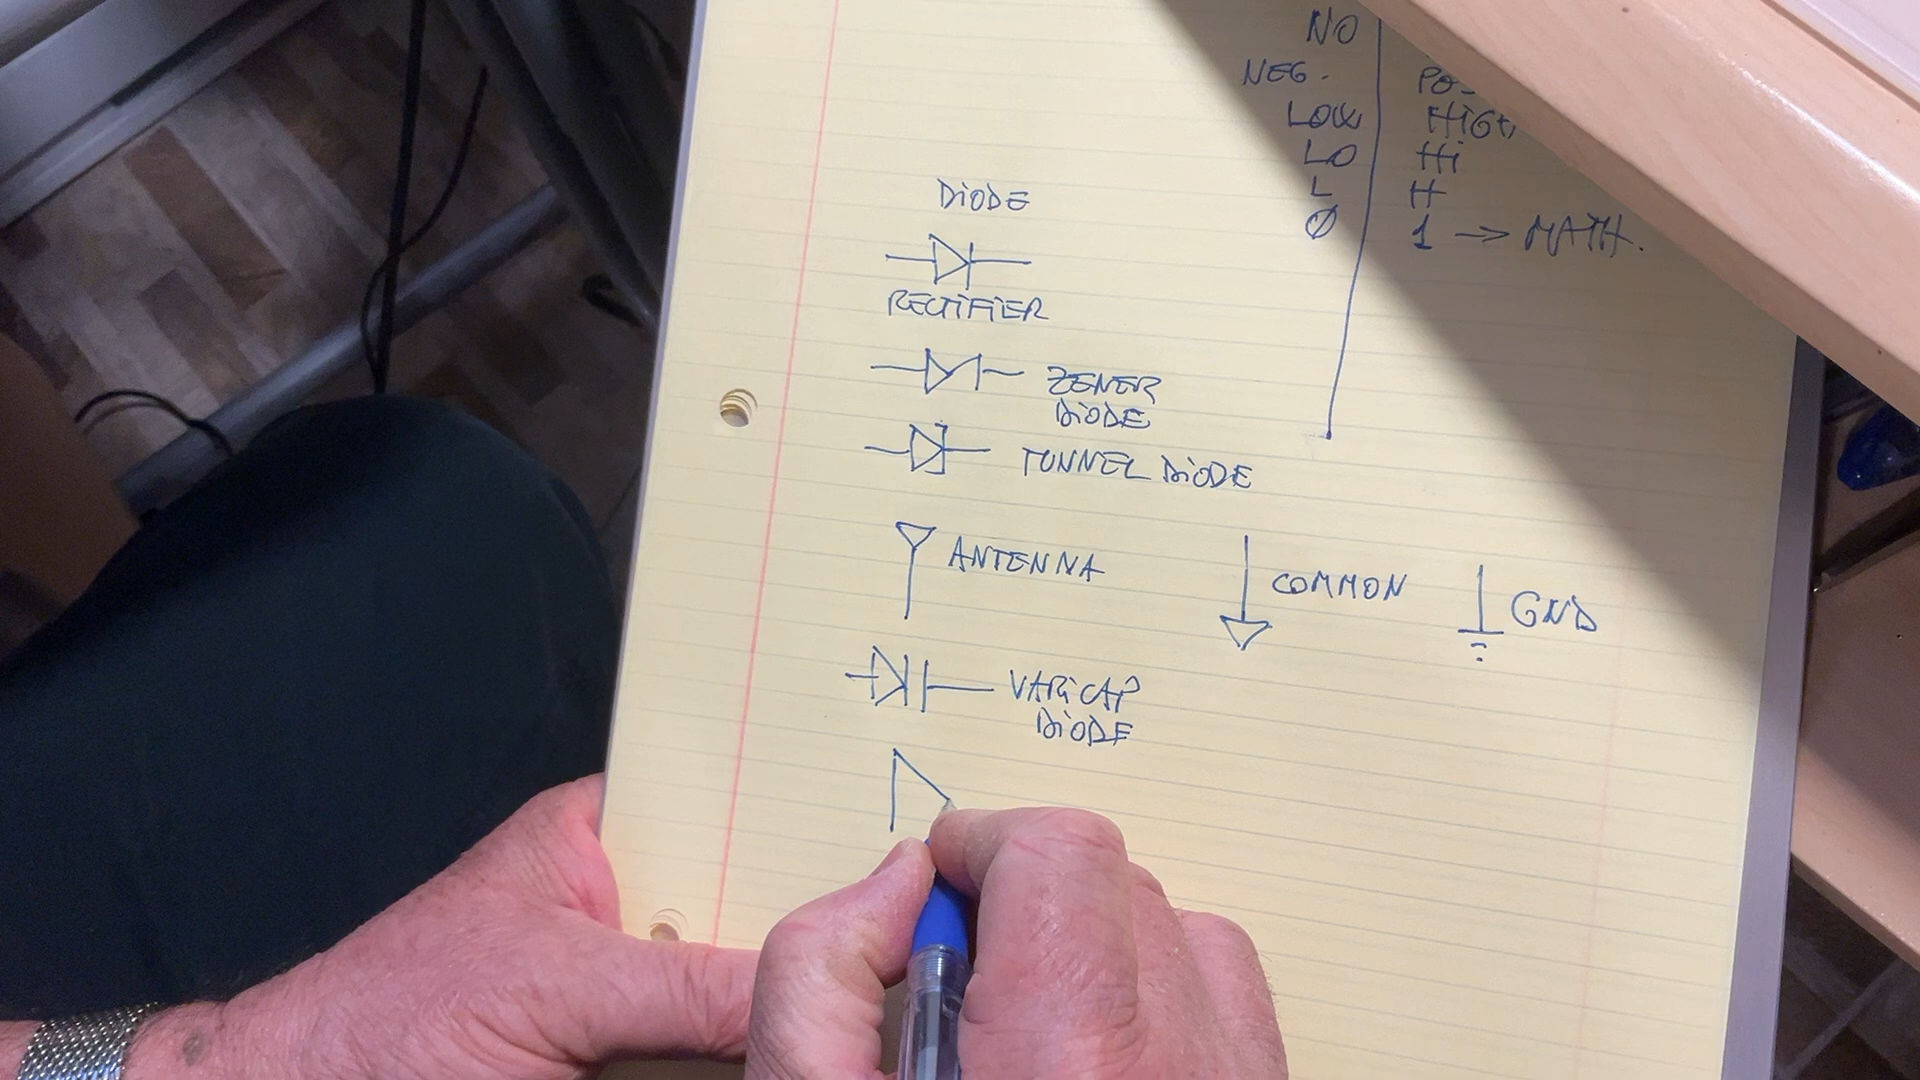 NO
NEG.
LOW HIGH
LO Hi
L H
Ø 1 → MATH.
DiODE
RECTiFiER
ZENER
DiODE
TUNNEL DiODE
ANTENNA COMMON GND
VARiCAP
DiODE